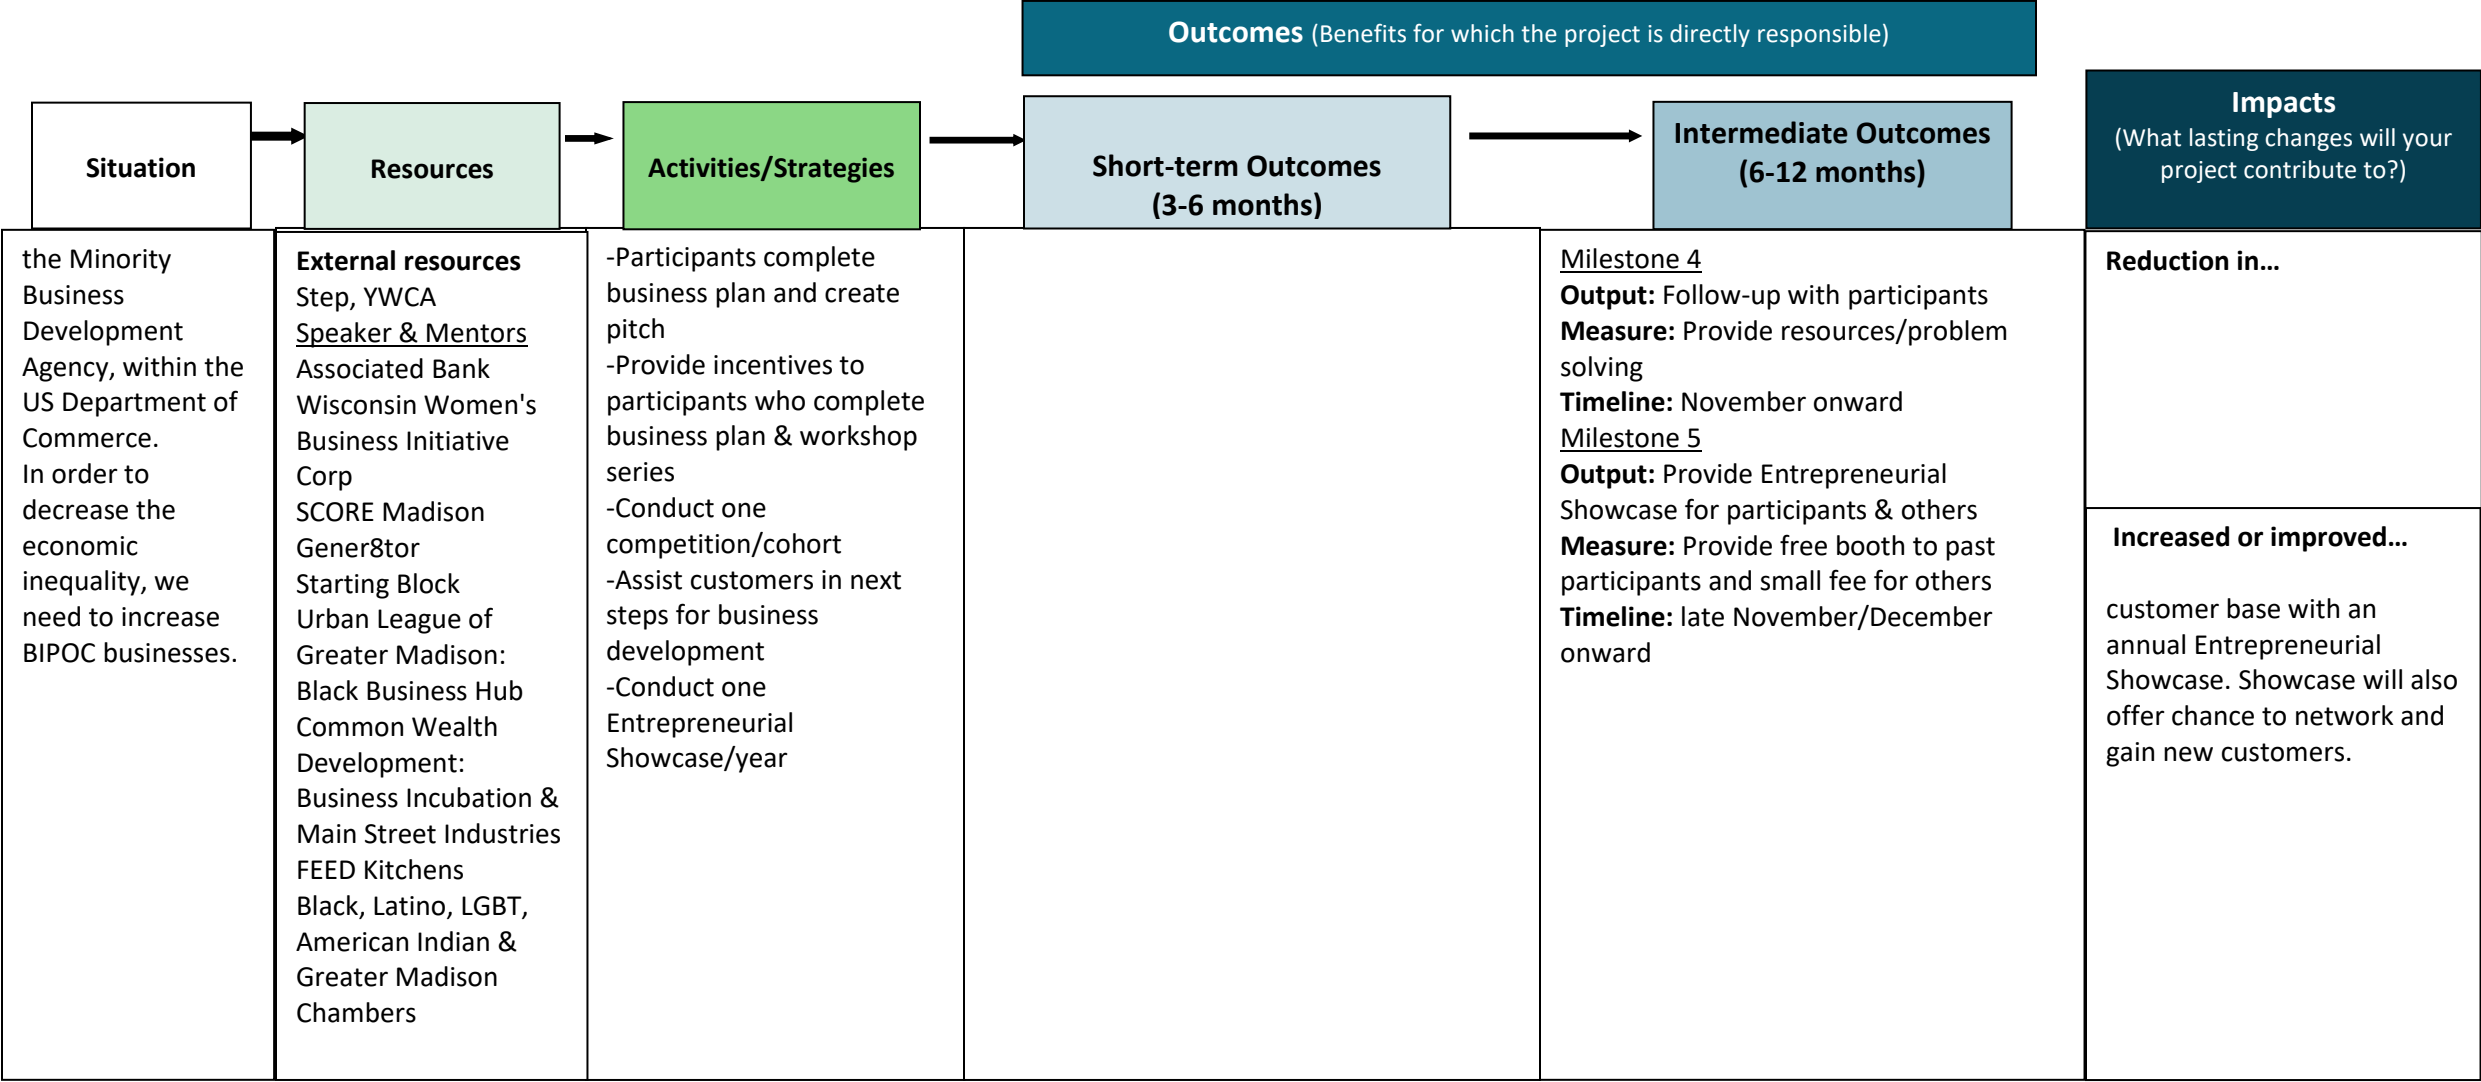 Outcomes (Benefits for which the project is directly responsible)
Situation
Resources
Activities/Strategies
Short-term Outcomes
(3-6 months)
Intermediate Outcomes
(6-12 months)
Impacts
(What lasting changes will your
project contribute to?)
the Minority
Business
Development
Agency, within the
US Department of
Commerce.
In order to
decrease the
economic
inequality, we
need to increase
BIPOC businesses.
External resources
Step, YWCA
Speaker & Mentors
Associated Bank
Wisconsin Women's
Business Initiative
Corp
SCORE Madison
Gener8tor
Starting Block
Urban League of
Greater Madison:
Black Business Hub
Common Wealth
Development:
Business Incubation &
Main Street Industries
FEED Kitchens
Black, Latino, LGBT,
American Indian &
Greater Madison
Chambers
-Participants complete
business plan and create
pitch
-Provide incentives to
participants who complete
business plan & workshop
series
-Conduct one
competition/cohort
-Assist customers in next
steps for business
development
-Conduct one
Entrepreneurial
Showcase/year
Milestone 4
Output: Follow-up with participants
Measure: Provide resources/problem
solving
Timeline: November onward
Milestone 5
Output: Provide Entrepreneurial
Showcase for participants & others
Measure: Provide free booth to past
participants and small fee for others
Timeline: late November/December
onward
Reduction in…
Increased or improved…
customer base with an
annual Entrepreneurial
Showcase. Showcase will also
offer chance to network and
gain new customers.